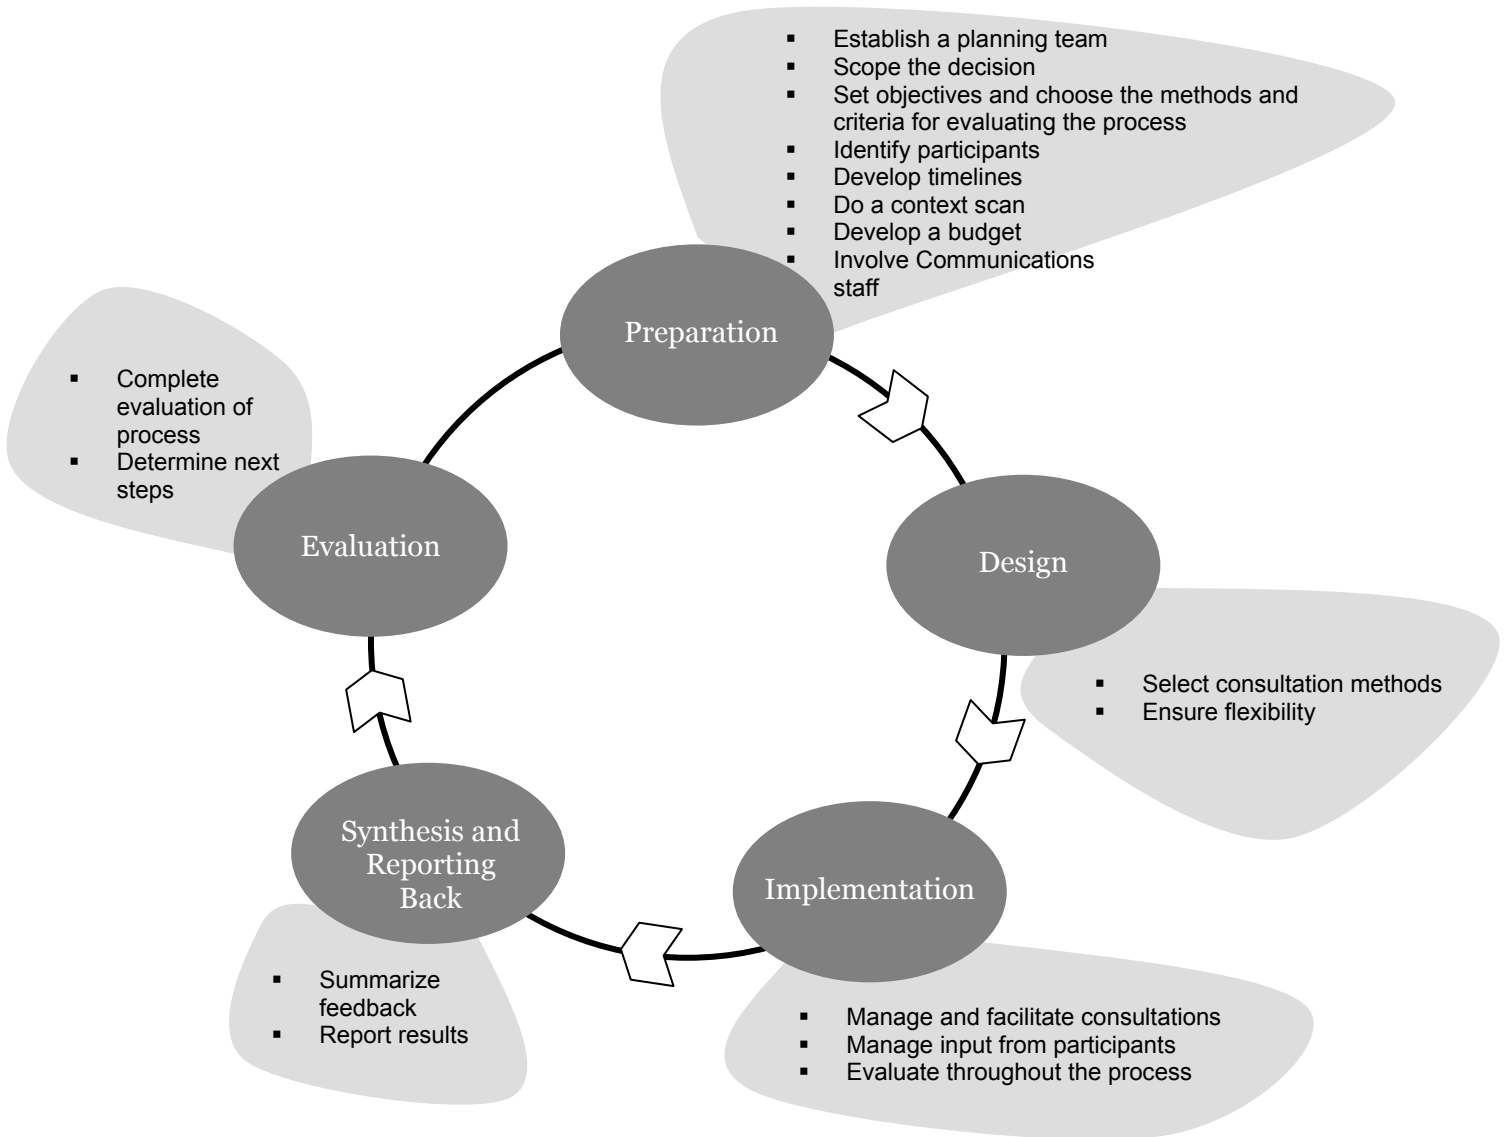 ▪ Establish a planning team
▪ Scope the decision
▪ Set objectives and choose the methods and
criteria for evaluating the process
▪ Identify participants
▪ Develop timelines
▪ Do a context scan
▪ Develop a budget
▪ Involve Communications
staff
Preparation
Design
▪ Select consultation methods
▪ Ensure flexibility
Implementation
▪ Manage and facilitate consultations
▪ Manage input from participants
▪ Evaluate throughout the process
Synthesis and
Reporting
Back
▪ Summarize
feedback
▪ Report results
Evaluation
▪ Complete
evaluation of
process
▪ Determine next
steps